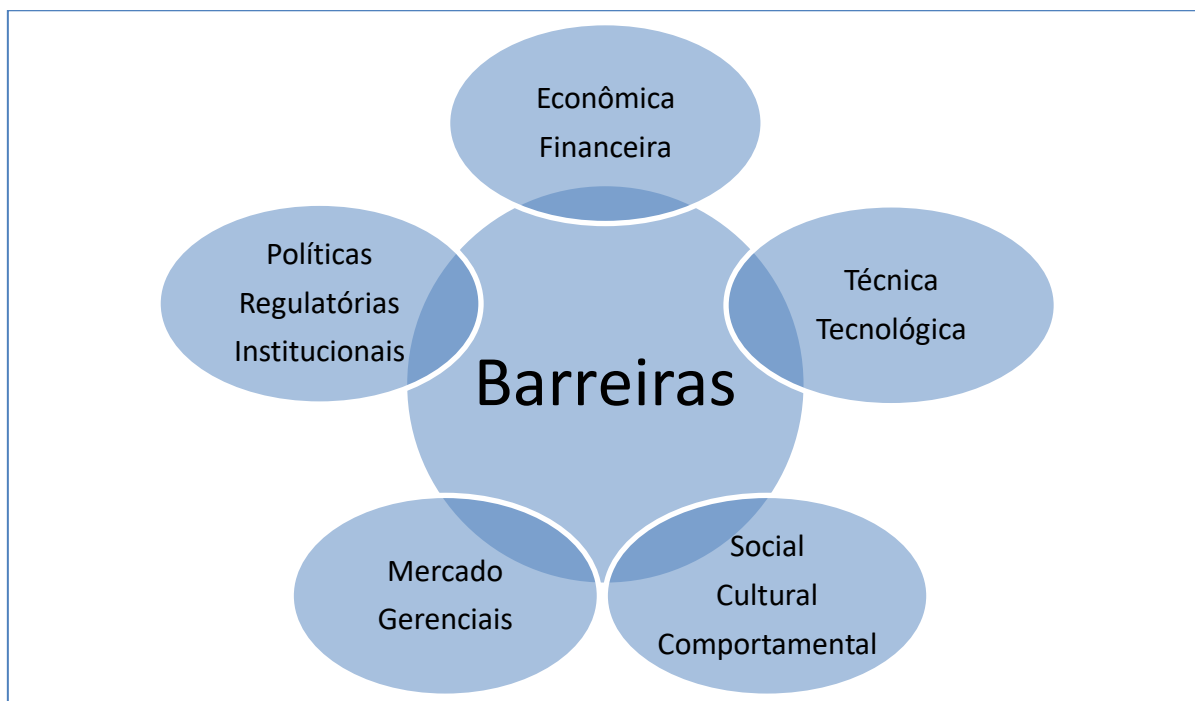 Econômica
Financeira
Políticas
Regulatórias
Institucionais
Técnica
Tecnológica
Barreiras
Mercado
Gerenciais
Social
Cultural
Comportamental